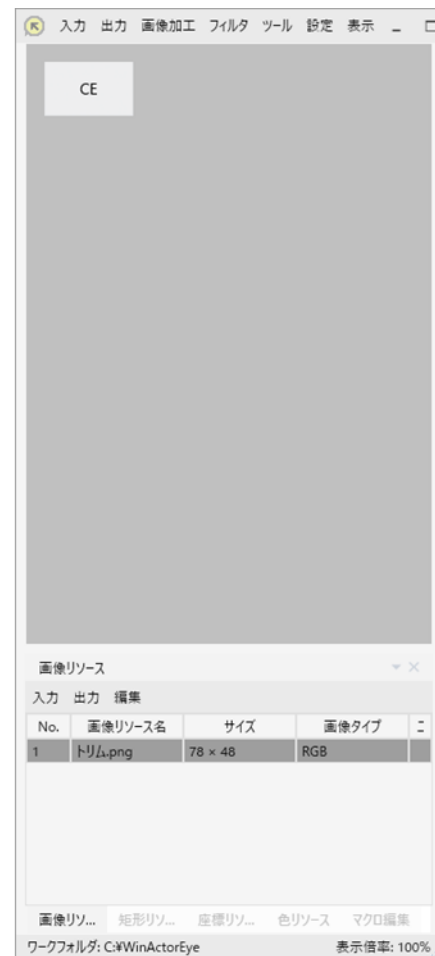 入力 出力 画像加工 フィルタ ツール 設定 表示
CE
画像リソース
入力 出力 編集
No. 画像リソース名 サイズ 画像タイプ コ
1 トリム.png 78 × 48 RGB
画像リソ... 矩形リソ... 座標リソ... 色リソース マクロ編集
ワークフォルダ: C:¥WinActorEye 表示倍率: 100%